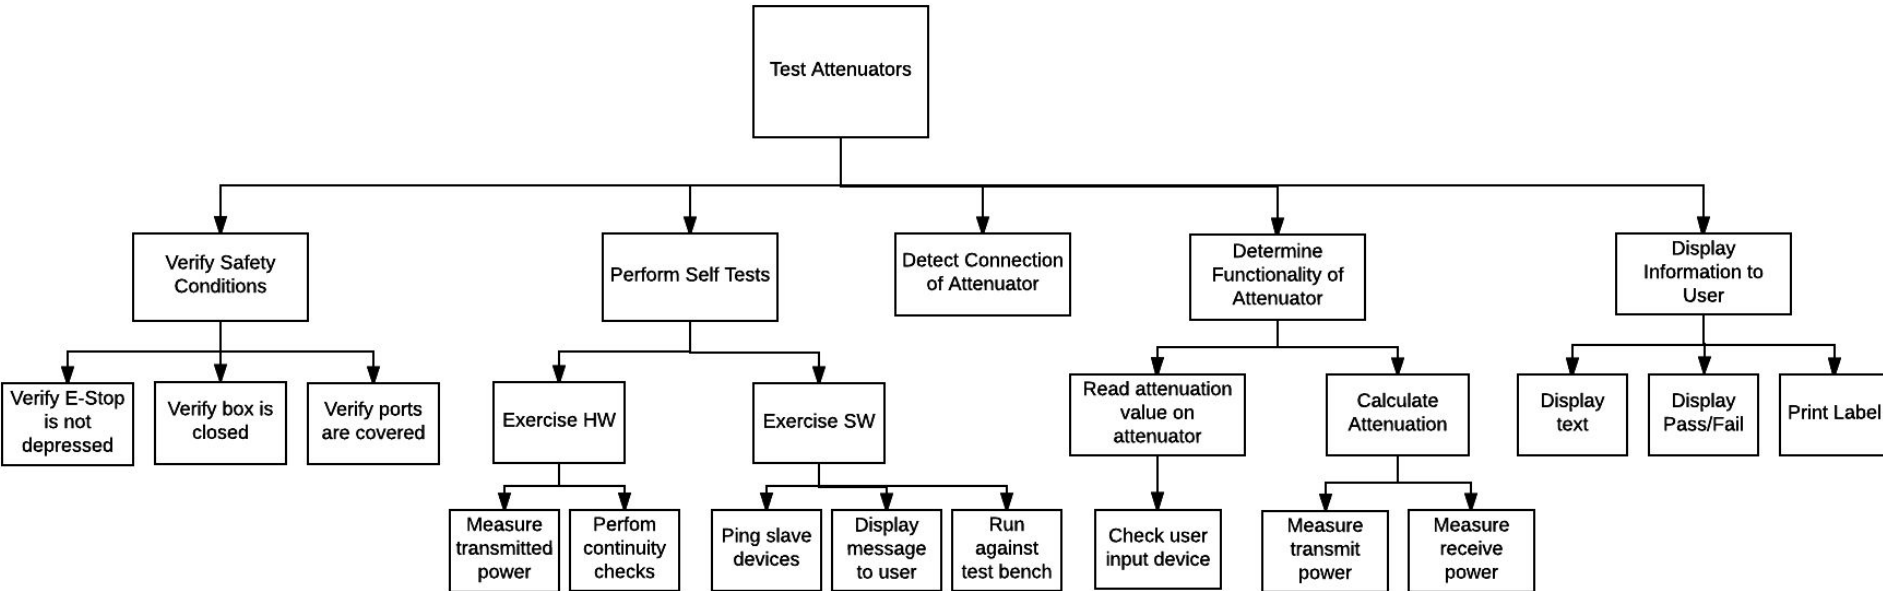 Test Attenuators
Verify Safety
Conditions
Perform Self Tests
Detect Connection
of Attenuator
Determine
Functionality of
Attenuator
Display
Information to
User
Verify E-Stop
is not
depressed
Verify box is
closed
Verify ports
are covered
Exercise HW
Exercise SW
Read attenuation
value on
attenuator
Calculate
Attenuation
Display
text
Display
Pass/Fail
Print Label
Measure
transmitted
power
Perfom
continuity
checks
Ping slave
devices
Display
message
to user
Run
against
test bench
Check user
input device
Measure
transmit
power
Measure
receive
power